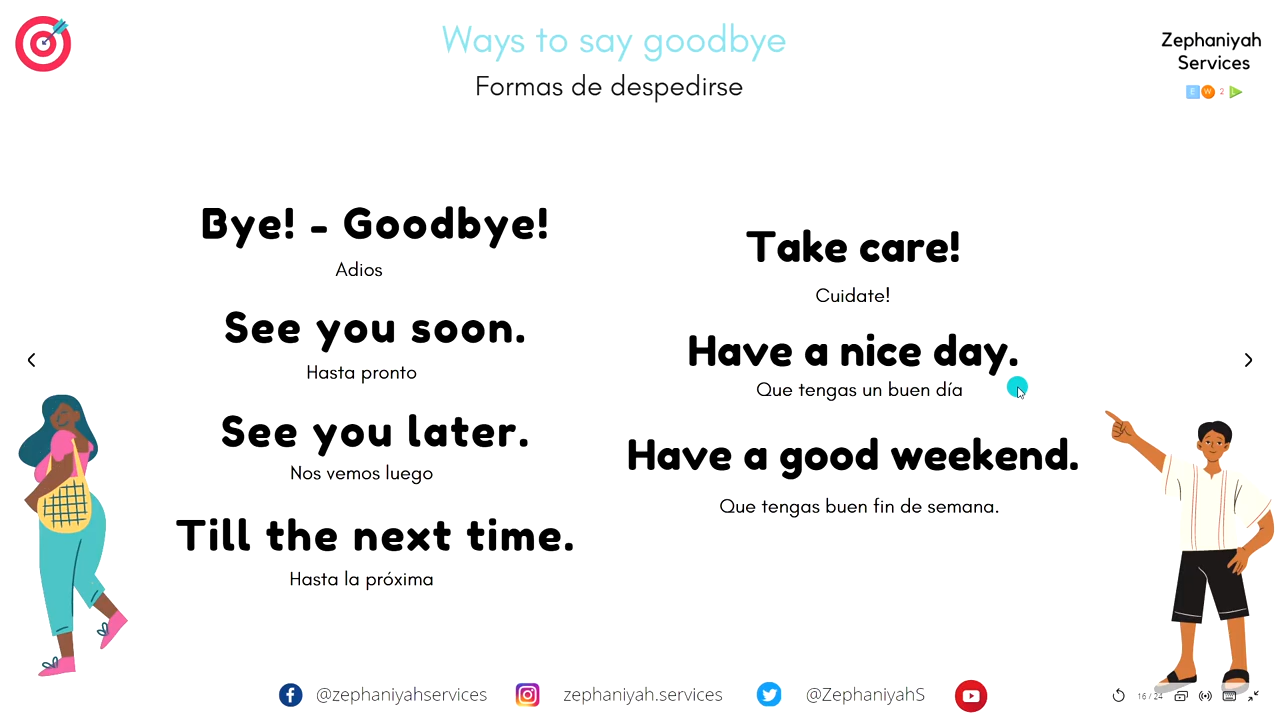 Ways to say goodbye
Formas de despedirse
Zephaniyah
Services
E W 2 L
Bye! - Goodbye!
Adios
See you soon.
Hasta pronto
See you later.
Nos vemos luego
Till the next time.
Hasta la próxima
Take care!
Cuidate!
Have a nice day.
Que tengas un buen día
Have a good weekend.
Que tengas buen fin de semana.
@zephaniyahservices
zephaniyah.services
@ZephaniyahS
16 / 24